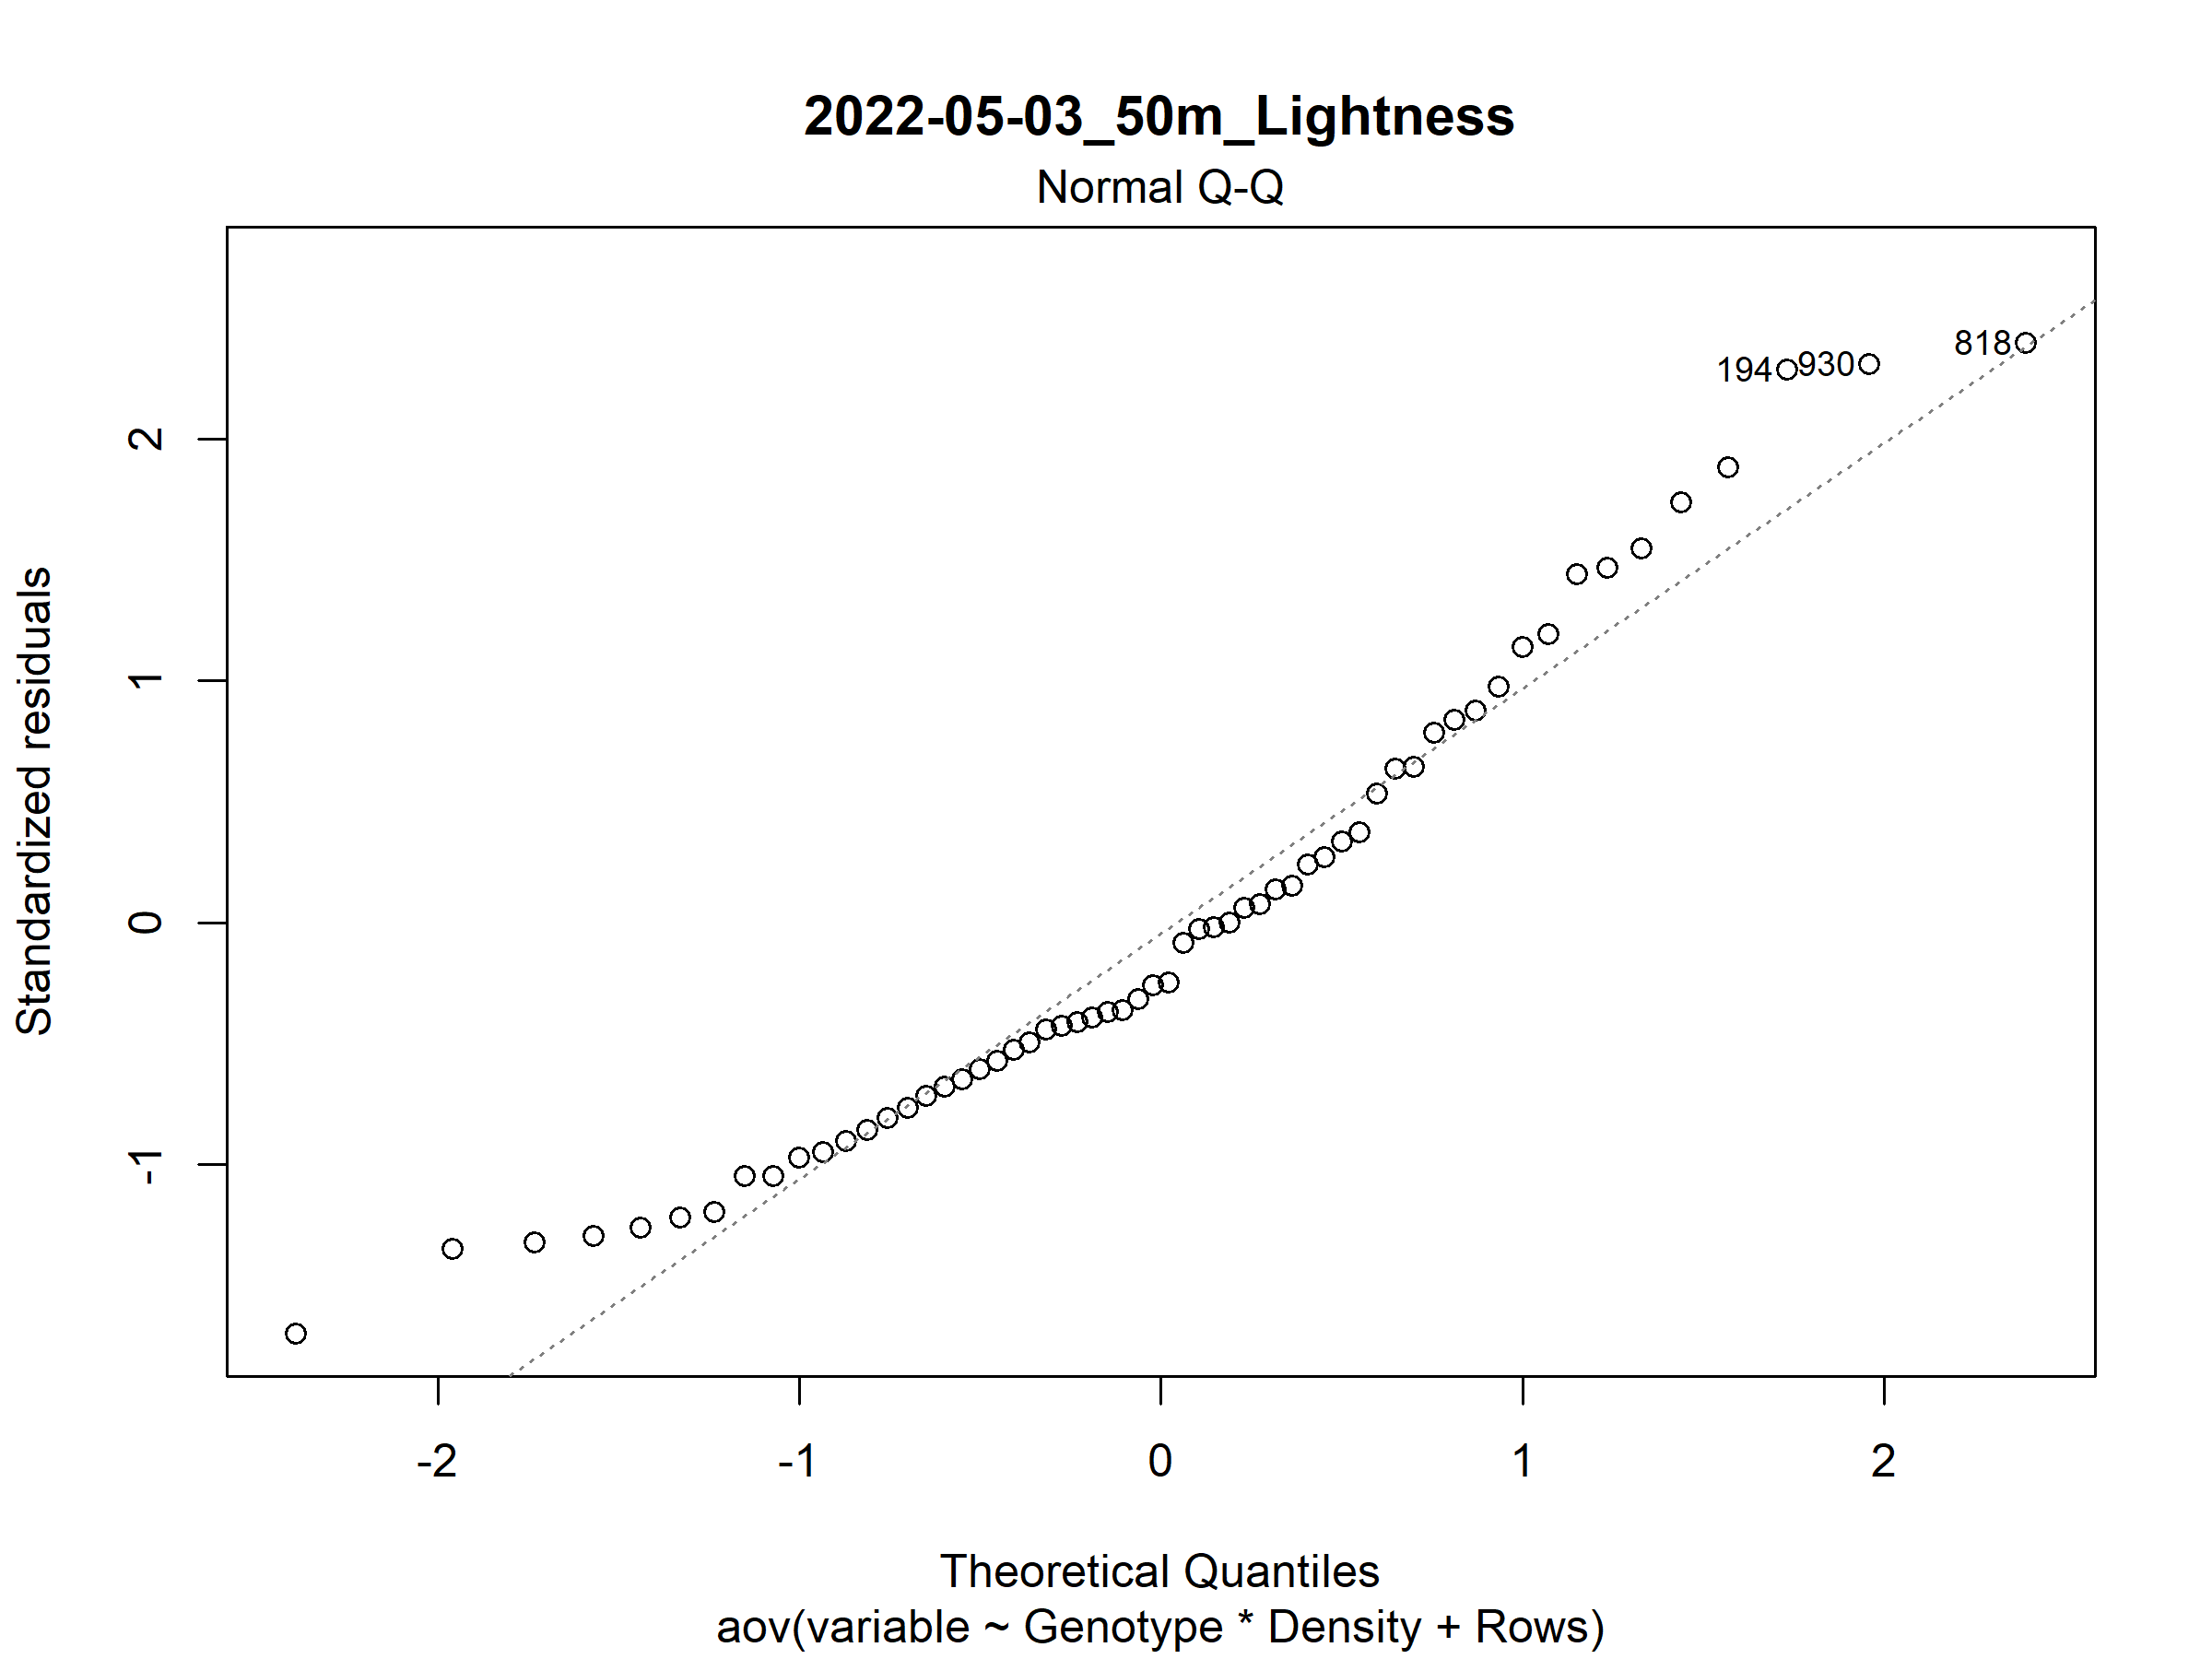 2022-05-03_50m_Lightness
Normal Q-Q
Standardized residuals
2
1
0
-1
194
930
818
-2
-1
0
1
2
Theoretical Quantiles
aov(variable ~ Genotype * Density + Rows)